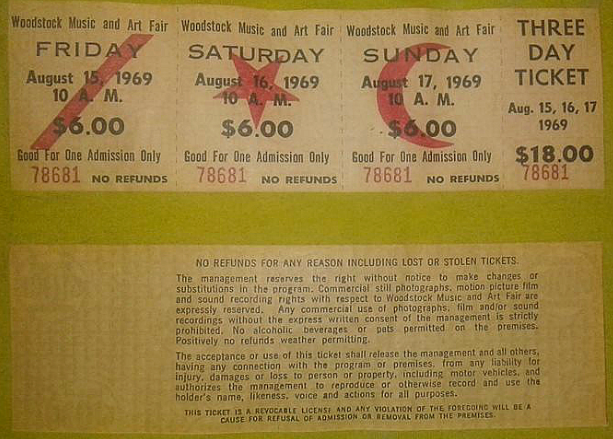 Woodstock Music and Art Fair
FRIDAY
August 15, 1969
10 A. M.
$6.00
Good For One Admission Only
78681 NO REFUNDS
Woodstock Music and Art Fair
SATURDAY
August 16, 1969
10 A. M.
$6.00
Good For One Admission Only
78681 NO REFUNDS
Woodstock Music and Art Fair
SUNDAY
August 17, 1969
10 A. M.
$6.00
Good For One Admission Only
78681 NO REFUNDS
THREE
DAY
TICKET
Aug. 15, 16, 17
1969
$18.00
78681
NO REFUNDS FOR ANY REASON INCLUDING LOST OR STOLEN TICKETS.
The management reserves the right without notice to make changes or
substitutions in the program. Commercial still photographs, motion picture film
and sound recording rights with respect to Woodstock Music and Art Fair are
expressly reserved. Any commercial use of photographs, film and/or sound
recordings without the express written consent of the management is strictly
prohibited. No alcoholic beverages or pets permitted on the premises.
Positively no refunds weather permitting.
The acceptance or use of this ticket shall release the management and all others,
having any connection with the program or premises, from any liability for
injury, damages or loss to person or property, including motor vehicles, and
authorizes the management to reproduce or otherwise record and use the
holder's name, likeness, voice and actions for all purposes.
THIS TICKET IS A REVOCABLE LICENSE AND ANY VIOLATION OF THE FOREGOING WILL BE A
CAUSE FOR REFUSAL OF ADMISSION OR REMOVAL FROM THE PREMISES.